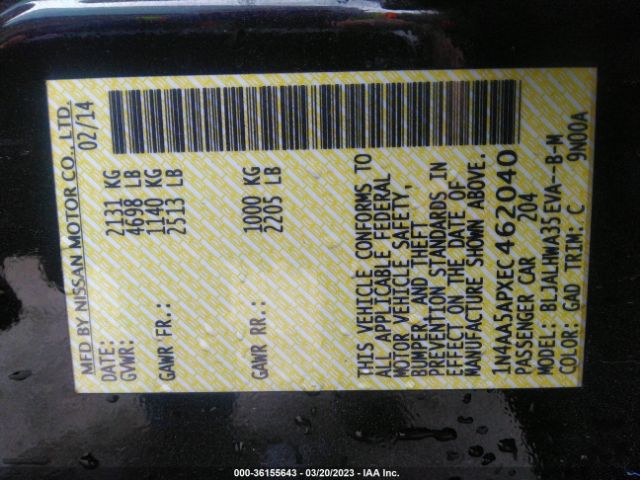 MFD BY NISSAN MOTOR CO., LTD.
DATE: 02/14
GVWR: 2131 KG
4698 LB
GAWR FR.: 1140 KG
2513 LB
GAWR RR.: 1000 KG
2205 LB
THIS VEHICLE CONFORMS TO
ALL APPLICABLE FEDERAL
MOTOR VEHICLE SAFETY,
BUMPER, AND THEFT
PREVENTION STANDARDS IN
EFFECT ON THE DATE OF
MANUFACTURE SHOWN ABOVE.
1N4AA5APXEC462040
PASSENGER CAR 204
MODEL: BLJALHWA35EVA--B-M
COLOR: GAD TRIM: C 9N00A
000-36155643 - 03/20/2023 - IAA Inc.